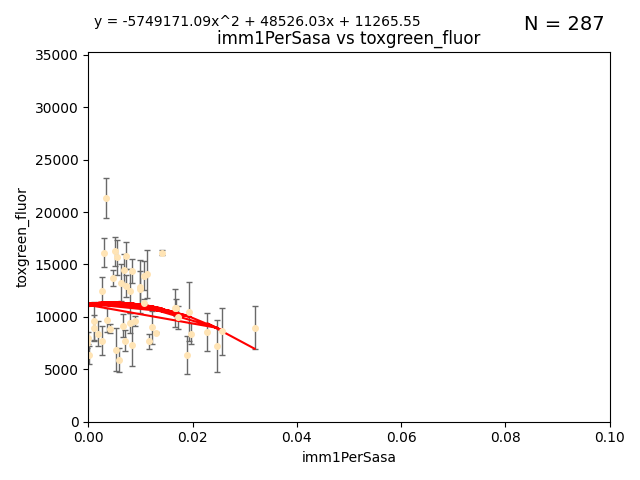 y = -5749171.09x^2 + 48526.03x + 11265.55
N = 287
imm1PerSasa vs toxgreen_fluor
35000
30000
25000
20000
15000
10000
5000
0
toxgreen_fluor
0.00 0.02 0.04 0.06 0.08 0.10
imm1PerSasa